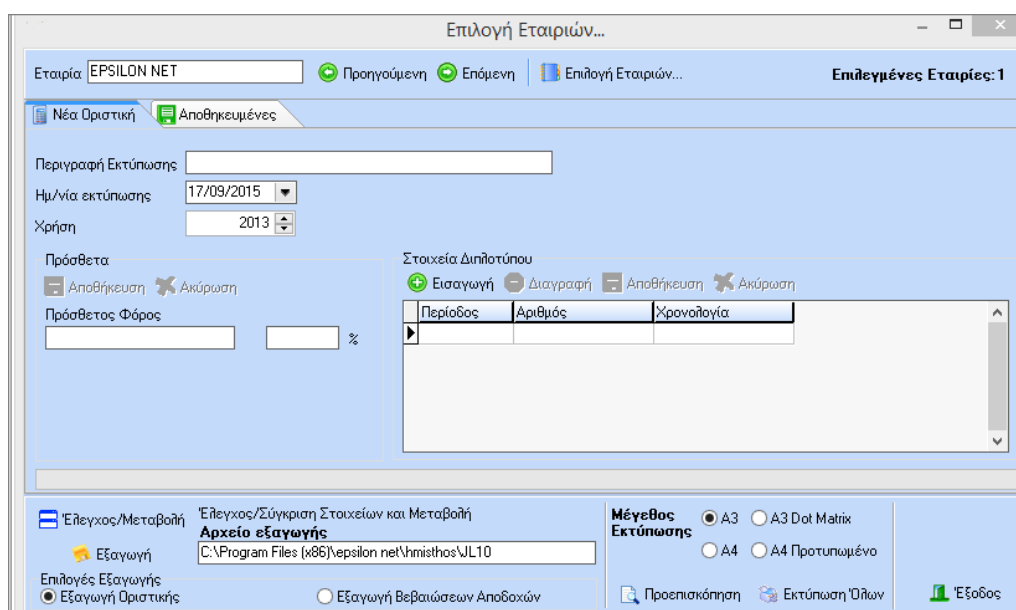 Επιλογή Εταιριών...
Εταιρία EPSILON NET Προηγούμενη Επόμενη Επιλογή Εταιριών... Επιλεγμένες Εταιρίες:1
Νέα Οριστική Αποθηκευμένες
Περιγραφή Εκτύπωσης
Ημ/νία εκτύπωσης 17/09/2015
Χρήση 2013
Πρόσθετα Στοιχεία Διπλοτύπου
Αποθήκευση Ακύρωση Εισαγωγή Διαγραφή Αποθήκευση Ακύρωση
Πρόσθετος Φόρος Περίοδος Αριθμός Χρονολογία
%
Έλεγχος/Μεταβολή Έλεγχος/Σύγκριση Στοιχείων και Μεταβολή Μέγεθος Εκτύπωσης A3 A3 Dot Matrix
Αρχείο εξαγωγής
Εξαγωγή C:\Program Files (x86)\epsilon net\hmisthos\JL10 A4 A4 Προτυπωμένο
Επιλογές Εξαγωγής
Εξαγωγή Οριστικής Εξαγωγή Βεβαιώσεων Αποδοχών Προεπισκόπηση Εκτύπωση Όλων Έξοδος